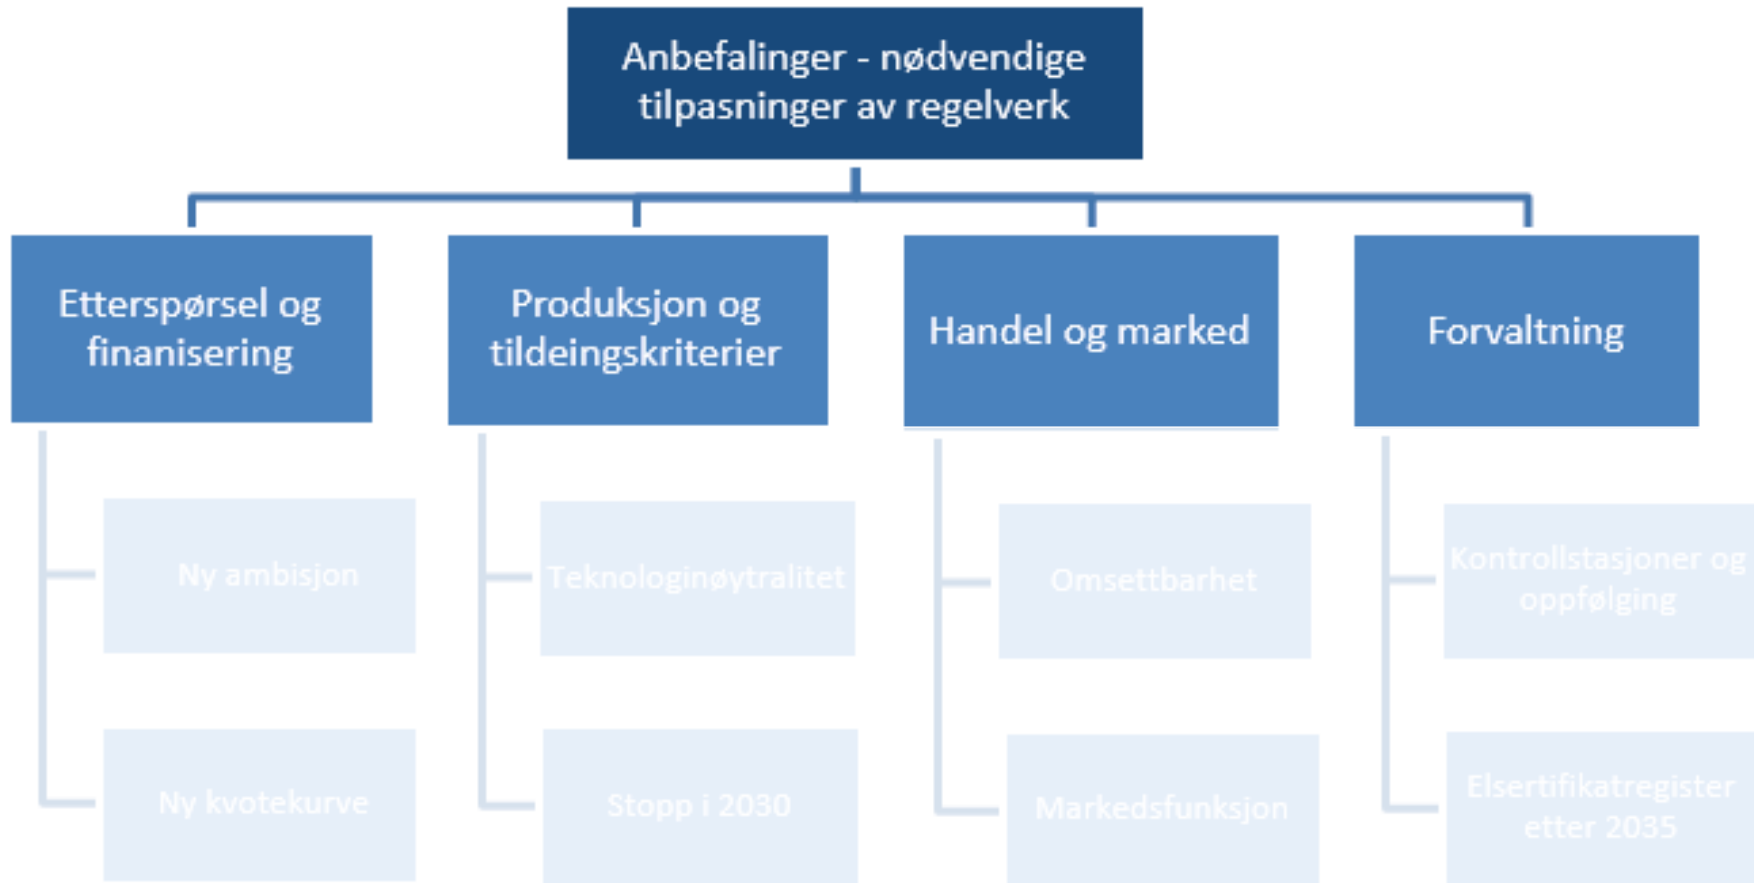 Anbefalinger - nødvendige
tilpasninger av regelverk
Etterspørsel og
finanisering
Produksjon og
tildeingskriterier
Handel og marked
Forvaltning
Ny ambisjon
Teknologinøytralitet
Omsettbarhet
Kontrollstasjoner og
oppfølging
Ny kvotekurve
Stopp i 2030
Markedsfunksjon
Elsertifikatregister
etter 2035